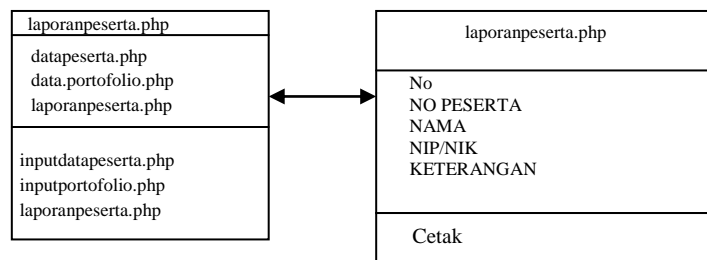 laporanpeserta.php
datapeserta.php
data.portofolio.php
laporanpeserta.php
inputdatapeserta.php
inputportofolio.php
laporanpeserta.php
laporanpeserta.php
No
NO PESERTA
NAMA
NIP/NIK
KETERANGAN
Cetak